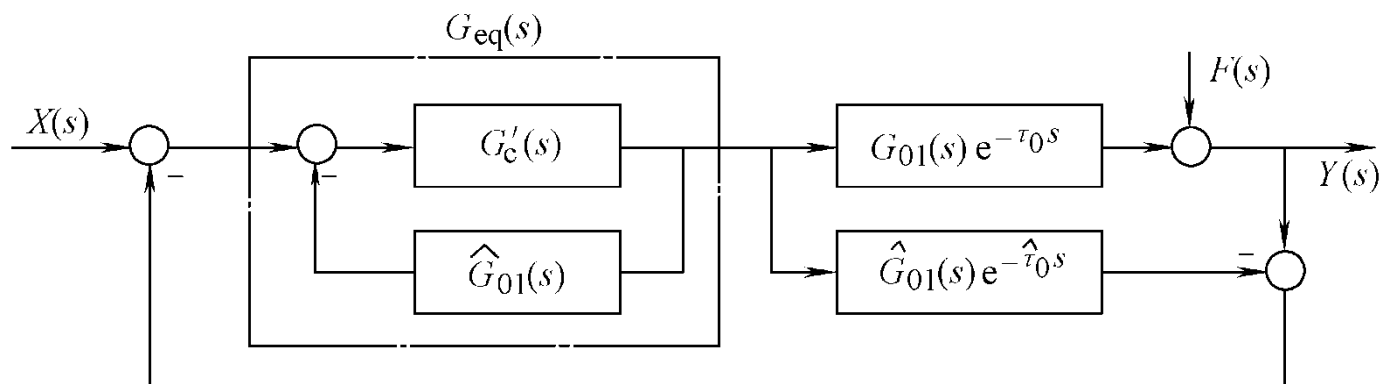 G_eq(s)
X(s)
G'_c(s)
G_01(s) e^{-τ_0 s}
F(s)
Y(s)
-
-
Ĝ_01(s)
Ĝ_01(s) e^{-τ̂_0 s}
-